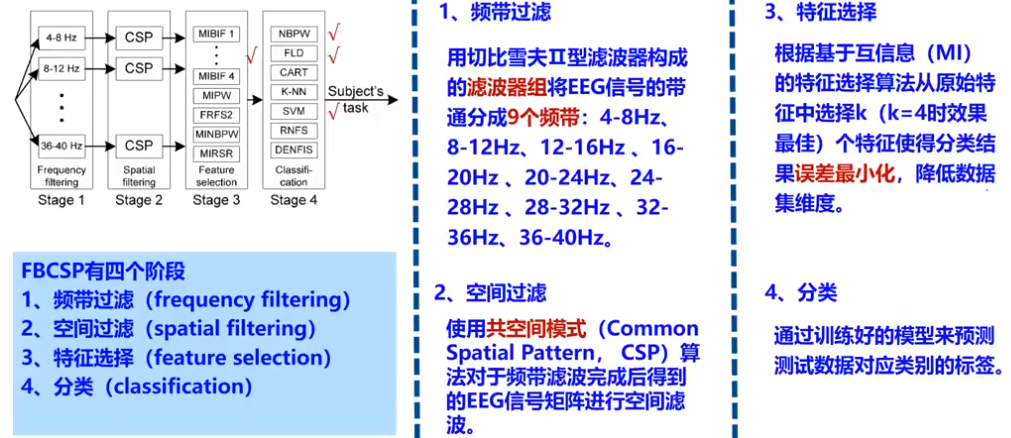 4-8 Hz
8-12 Hz
36-40 Hz
Frequency
filtering
Stage 1
CSP
CSP
CSP
Spatial
filtering
Stage 2
MIBIF 1
MIBIF 4
MIPW
FRFS2
MINBPW
MIRSR
Feature
selection
Stage 3
NBPW
FLD
CART
K-NN
SVM
RNFS
DENFIS
Classifi-
cation
Stage 4
Subject's
task
FBCSP有四个阶段
1、频带过滤（frequency filtering）
2、空间过滤（spatial filtering）
3、特征选择（feature selection）
4、分类（classification）
1、频带过滤
用切比雪夫Ⅱ型滤波器构成
的滤波器组将EEG信号的带
通分成9个频带：4-8Hz、
8-12Hz、12-16Hz 、16-
20Hz 、20-24Hz、24-
28Hz 、28-32Hz 、32-
36Hz、36-40Hz。
2、空间过滤
使用共空间模式（Common
Spatial Pattern， CSP）算
法对于频带滤波完成后得到
的EEG信号矩阵进行空间滤
波。
3、特征选择
根据基于互信息（MI）
的特征选择算法从原始特
征中选择k（k=4时效果
最佳）个特征使得分类结
果误差最小化，降低数据
集维度。
4、分类
通过训练好的模型来预测
测试数据对应类别的标签。